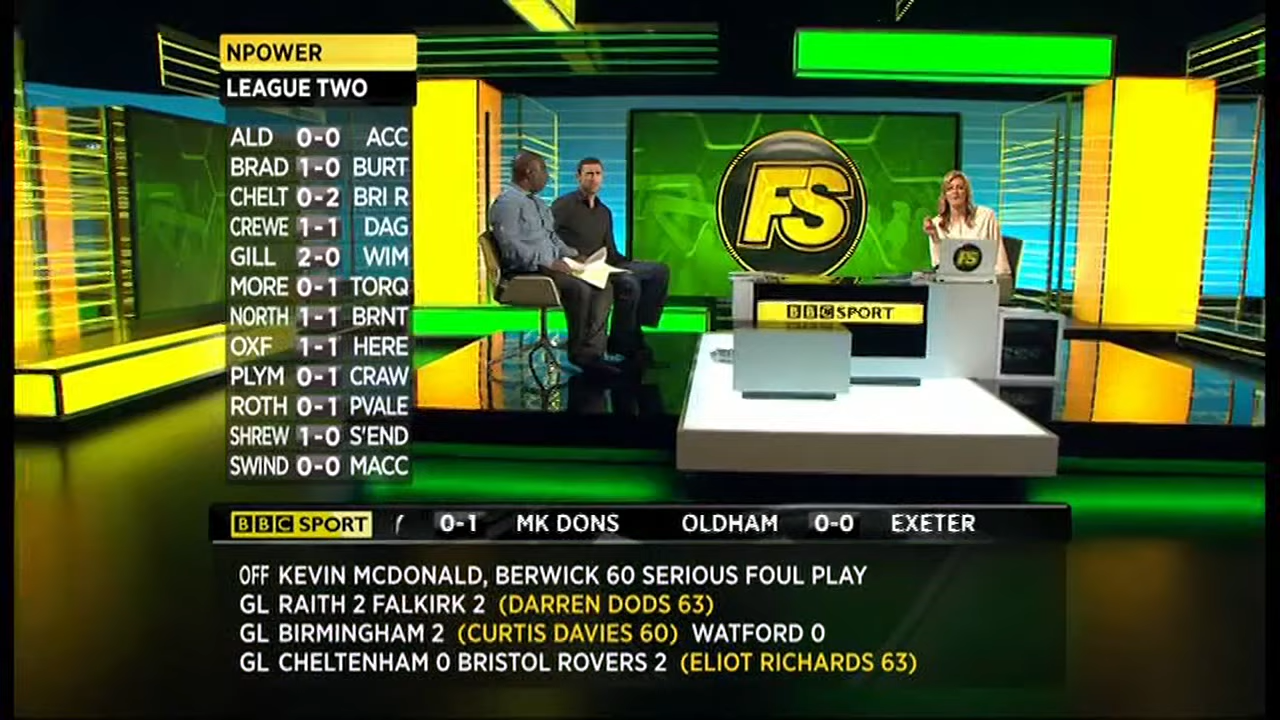 NPOWER
LEAGUE TWO
ALD 0-0 ACC
BRAD 1-0 BURT
CHELT 0-2 BRI R
CREWE 1-1 DAG
GILL 2-0 WIM
MORE 0-1 TORQ
NORTH 1-1 BRNT
OXF 1-1 HERE
PLYM 0-1 CRAW
ROTH 0-1 PVALE
SHREW 1-0 S'END
SWIND 0-0 MACC
FS
FS
BBC SPORT
BBC SPORT 0-1 MK DONS OLDHAM 0-0 EXETER
OFF KEVIN MCDONALD, BERWICK 60 SERIOUS FOUL PLAY
GL RAITH 2 FALKIRK 2 (DARREN DODS 63)
GL BIRMINGHAM 2 (CURTIS DAVIES 60) WATFORD 0
GL CHELTENHAM 0 BRISTOL ROVERS 2 (ELIOT RICHARDS 63)